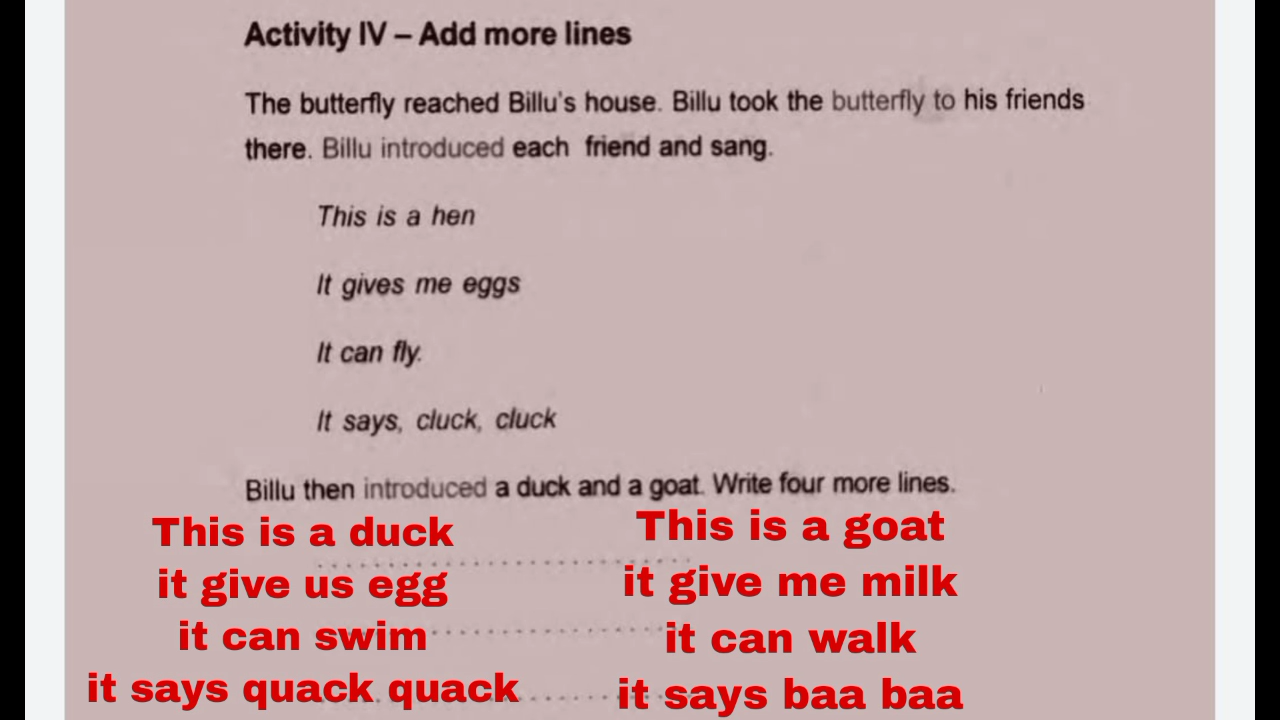 Activity IV – Add more lines
The butterfly reached Billu's house. Billu took the butterfly to his friends
there. Billu introduced each friend and sang.
This is a hen
It gives me eggs
It can fly.
It says, cluck, cluck
Billu then introduced a duck and a goat. Write four more lines.
This is a duck
it give us egg
it can swim
it says quack quack
This is a goat
it give me milk
it can walk
it says baa baa